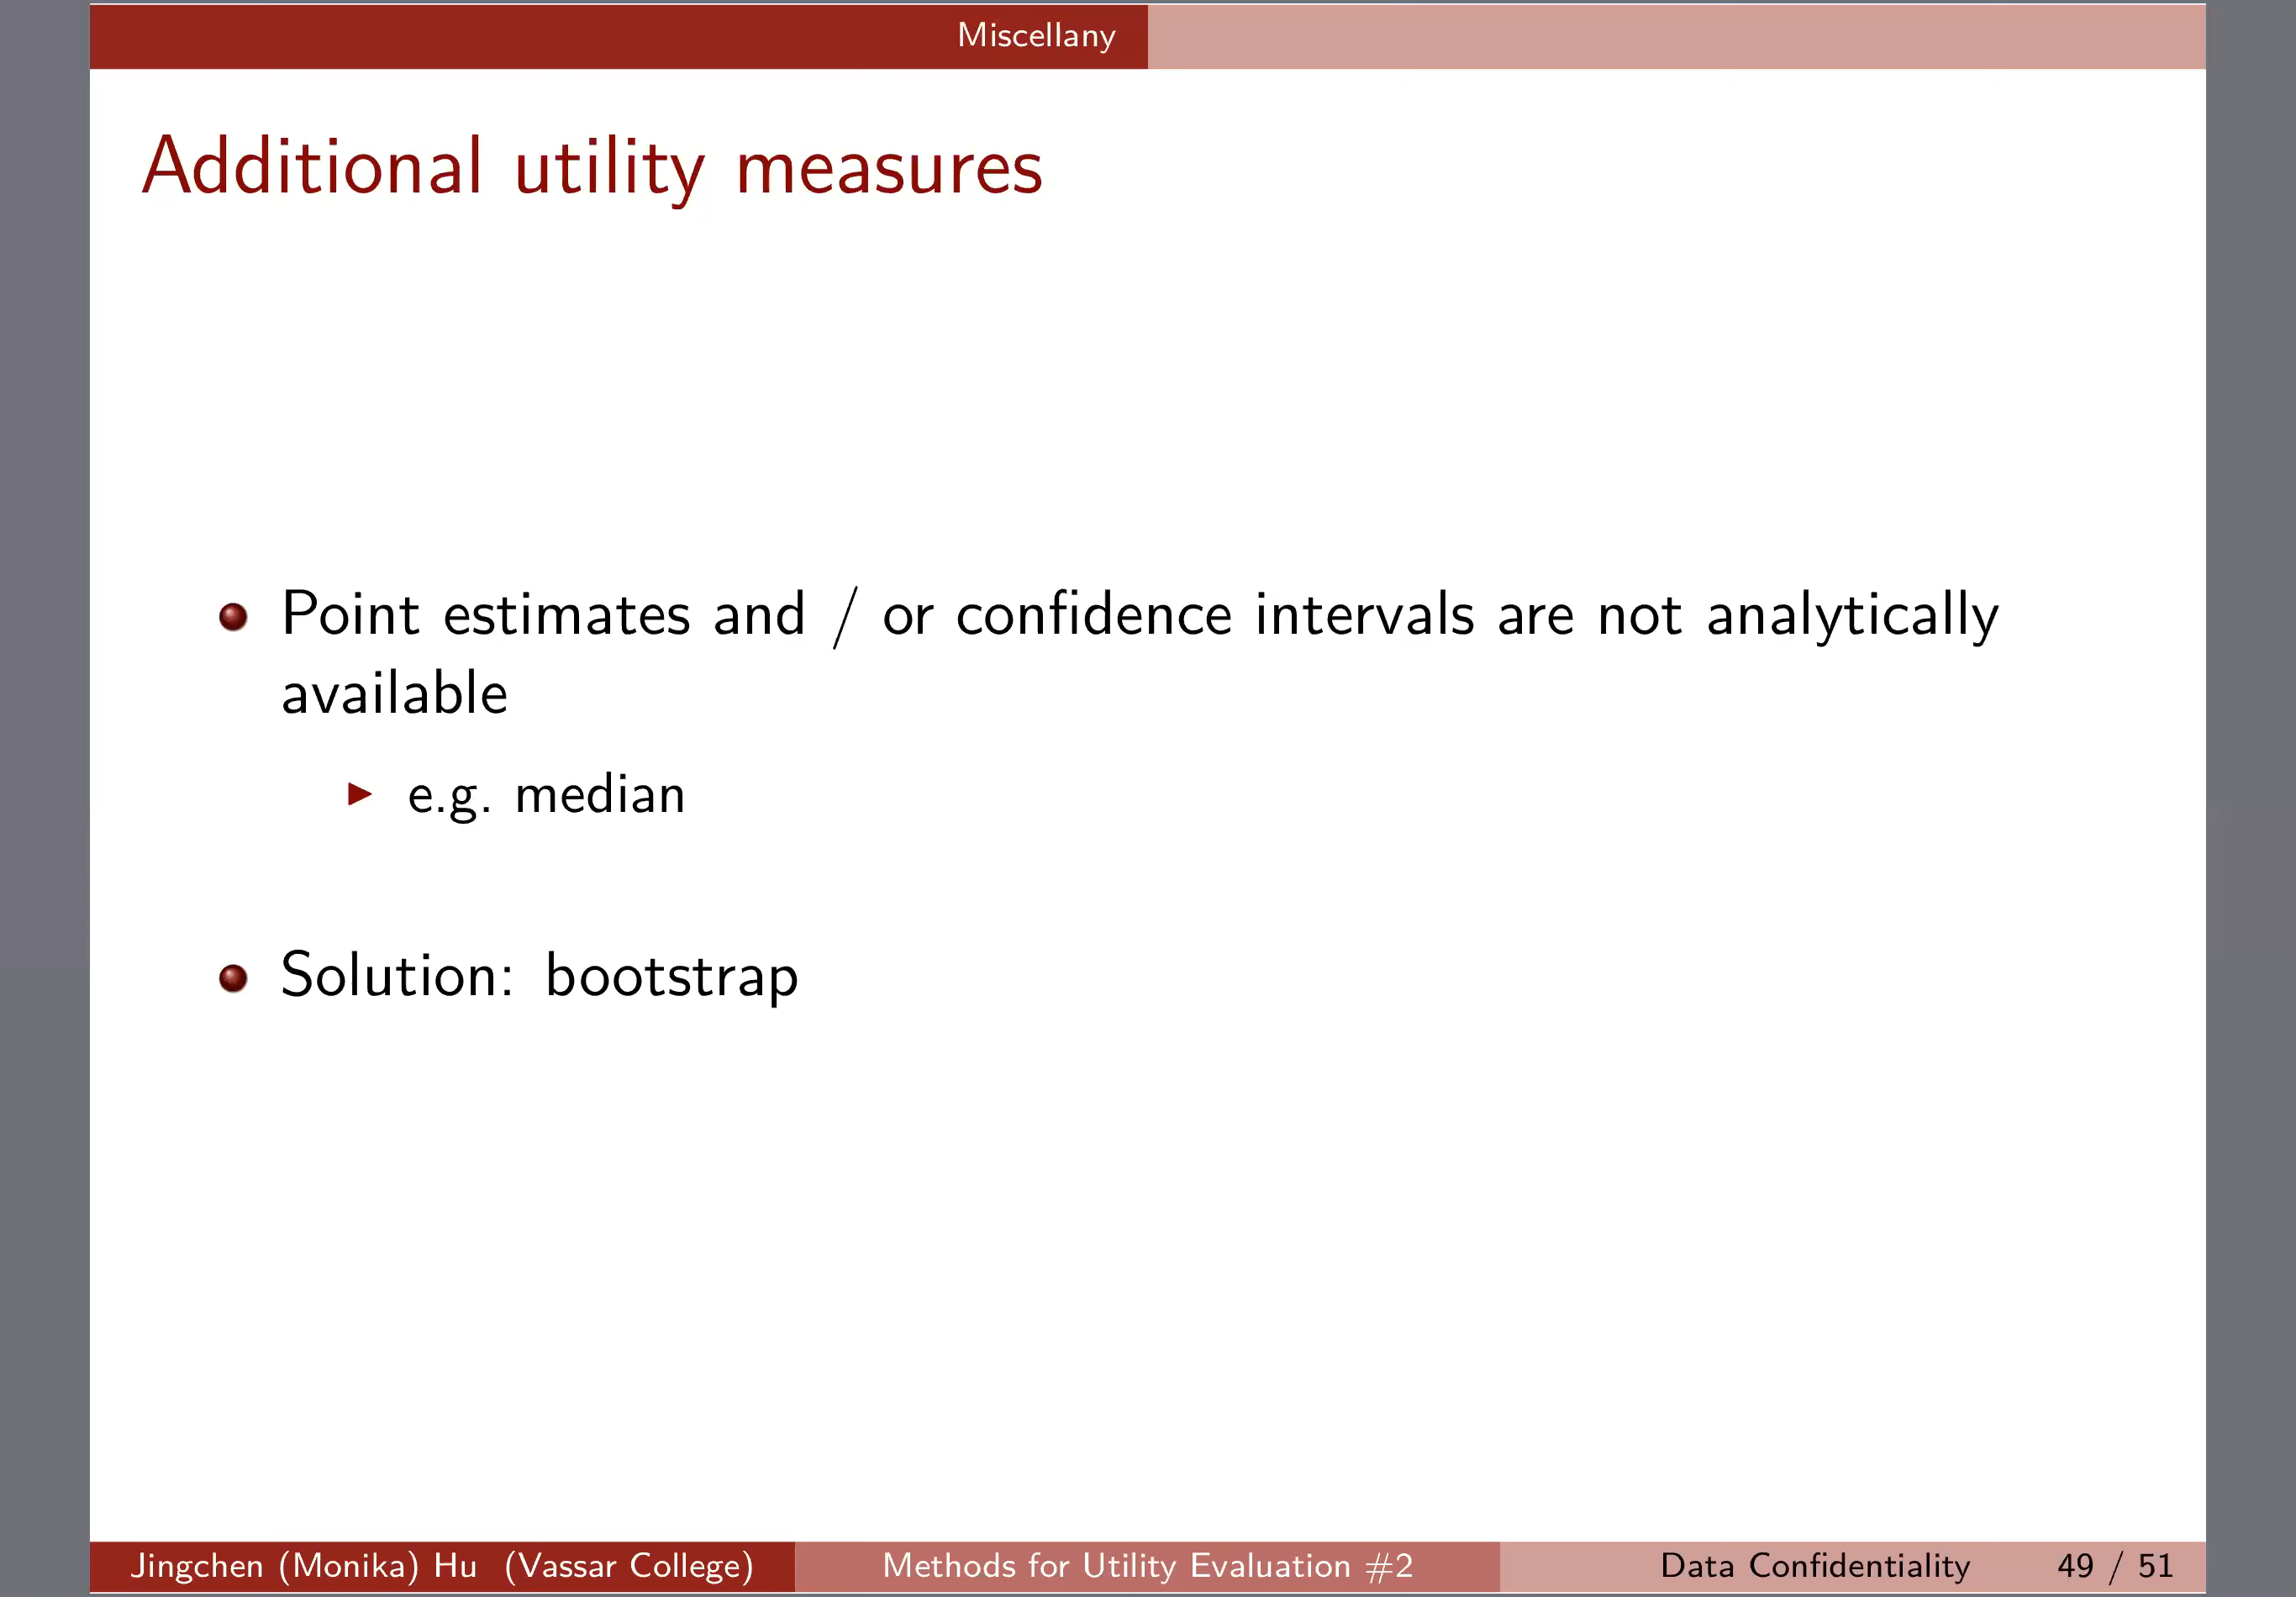 Miscellany
Additional utility measures
Point estimates and / or confidence intervals are not analytically
available
e.g. median
Solution: bootstrap
Jingchen (Monika) Hu (Vassar College) Methods for Utility Evaluation #2 Data Confidentiality 49 / 51